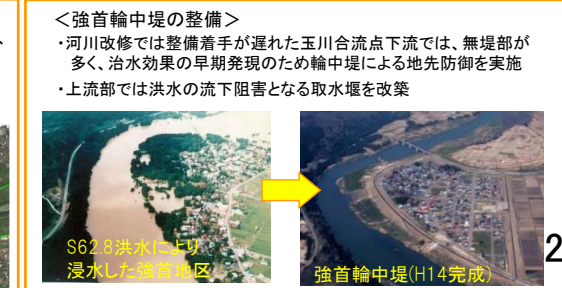 ＜強首輪中堤の整備＞
・河川改修では整備着手が遅れた玉川合流点下流では、無堤部が
多く、治水効果の早期発現のため輪中堤による地先防御を実施
・上流部では洪水の流下阻害となる取水堰を改築
S62.8洪水により
浸水した強首地区
強首輪中堤(H14完成)
2